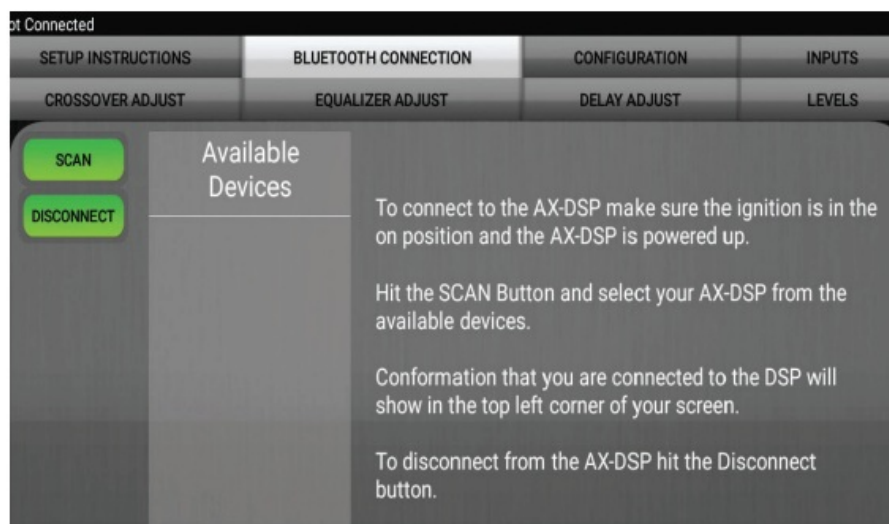 ot Connected
SETUP INSTRUCTIONS
BLUETOOTH CONNECTION
CONFIGURATION
INPUTS
CROSSOVER ADJUST
EQUALIZER ADJUST
DELAY ADJUST
LEVELS
SCAN
DISCONNECT
Available
Devices
To connect to the AX-DSP make sure the ignition is in the
on position and the AX-DSP is powered up.
Hit the SCAN Button and select your AX-DSP from the
available devices.
Conformation that you are connected to the DSP will
show in the top left corner of your screen.
To disconnect from the AX-DSP hit the Disconnect
button.